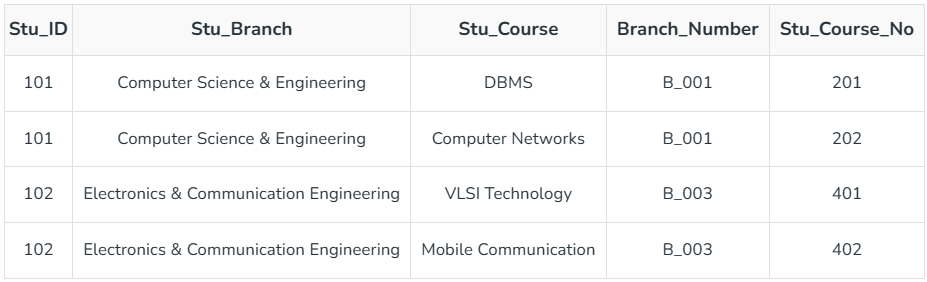 Stu_ID Stu_Branch Stu_Course Branch_Number Stu_Course_No
101 Computer Science & Engineering DBMS B_001 201
101 Computer Science & Engineering Computer Networks B_001 202
102 Electronics & Communication Engineering VLSI Technology B_003 401
102 Electronics & Communication Engineering Mobile Communication B_003 402